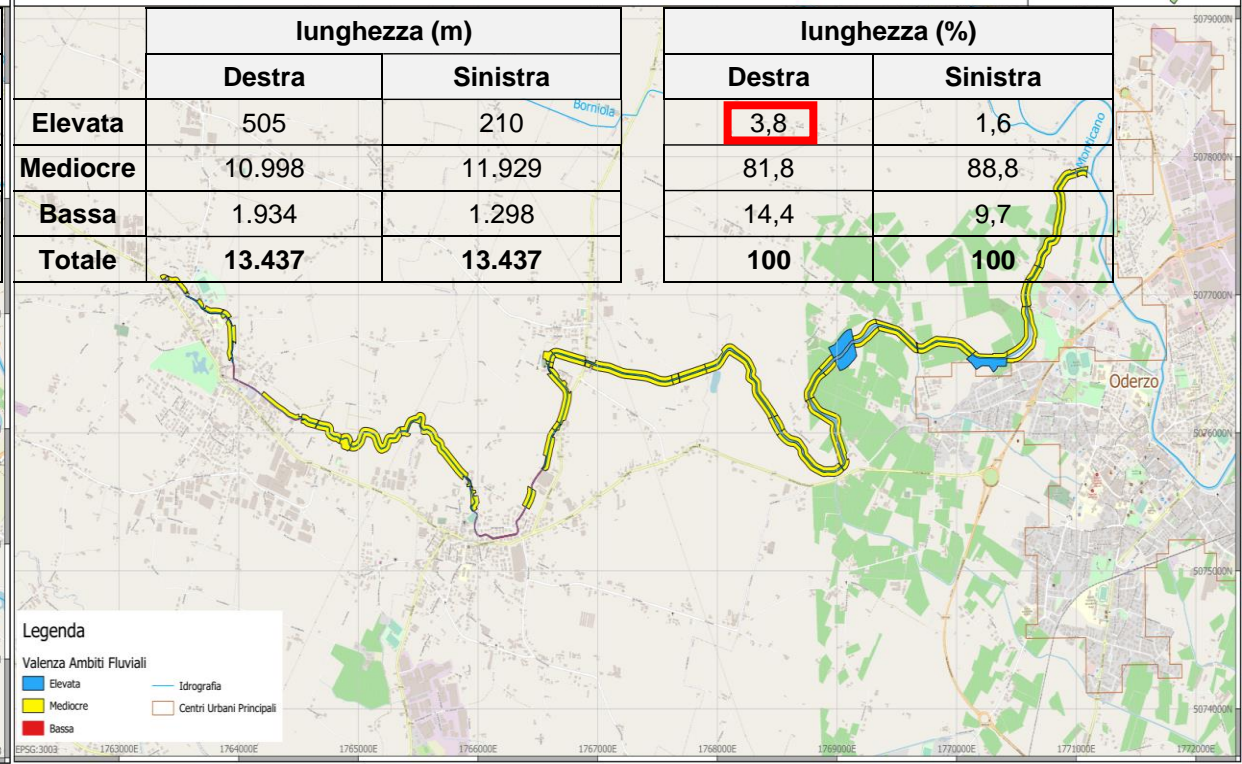 lunghezza (m) lunghezza (%)
Destra Sinistra Destra Sinistra
Elevata 505 210 3,8 1,6
Mediocre 10.998 11.929 81,8 88,8
Bassa 1.934 1.298 14,4 9,7
Totale 13.437 13.437 100 100
5079000N
Borniola
Monticano
5078000N
5077000N
Oderzo
5076000N
5075000N
5074000N
Legenda
Valenza Ambiti Fluviali
Elevata Idrografia
Mediocre Centri Urbani Principali
Bassa
EPSG:3003 1763000E 1764000E 1765000E 1766000E 1767000E 1768000E 1769000E 1770000E 1771000E 1772000E